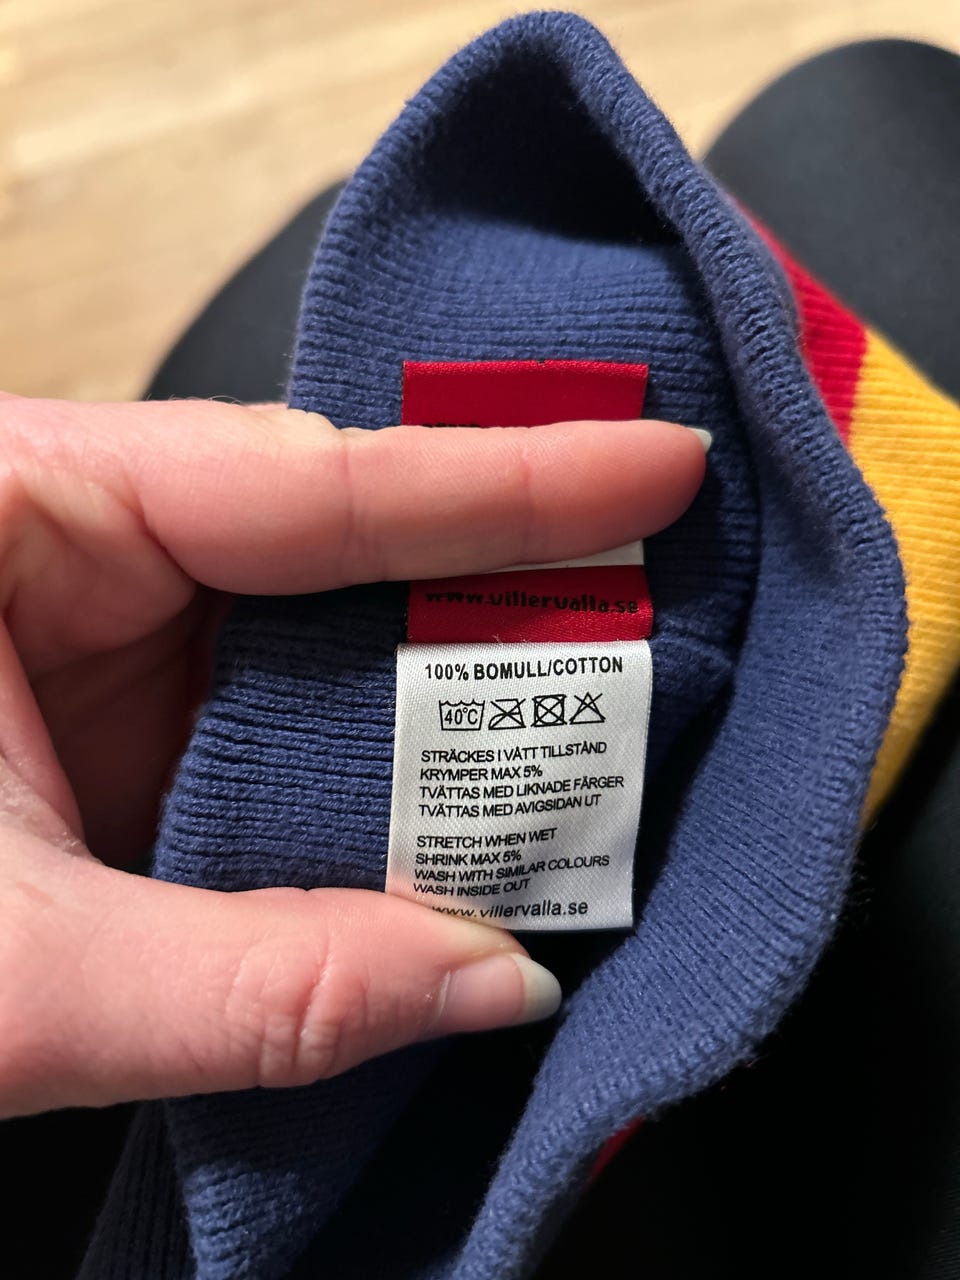 www.villervalla.se
100% BOMULL/COTTON
40°C
STRÄCKES I VÅTT TILLSTÅND
KRYMPER MAX 5%
TVÄTTAS MED LIKNADE FÄRGER
TVÄTTAS MED AVIGSIDAN UT
STRETCH WHEN WET
SHRINK MAX 5%
WASH WITH SIMILAR COLOURS
WASH INSIDE OUT
www.villervalla.se